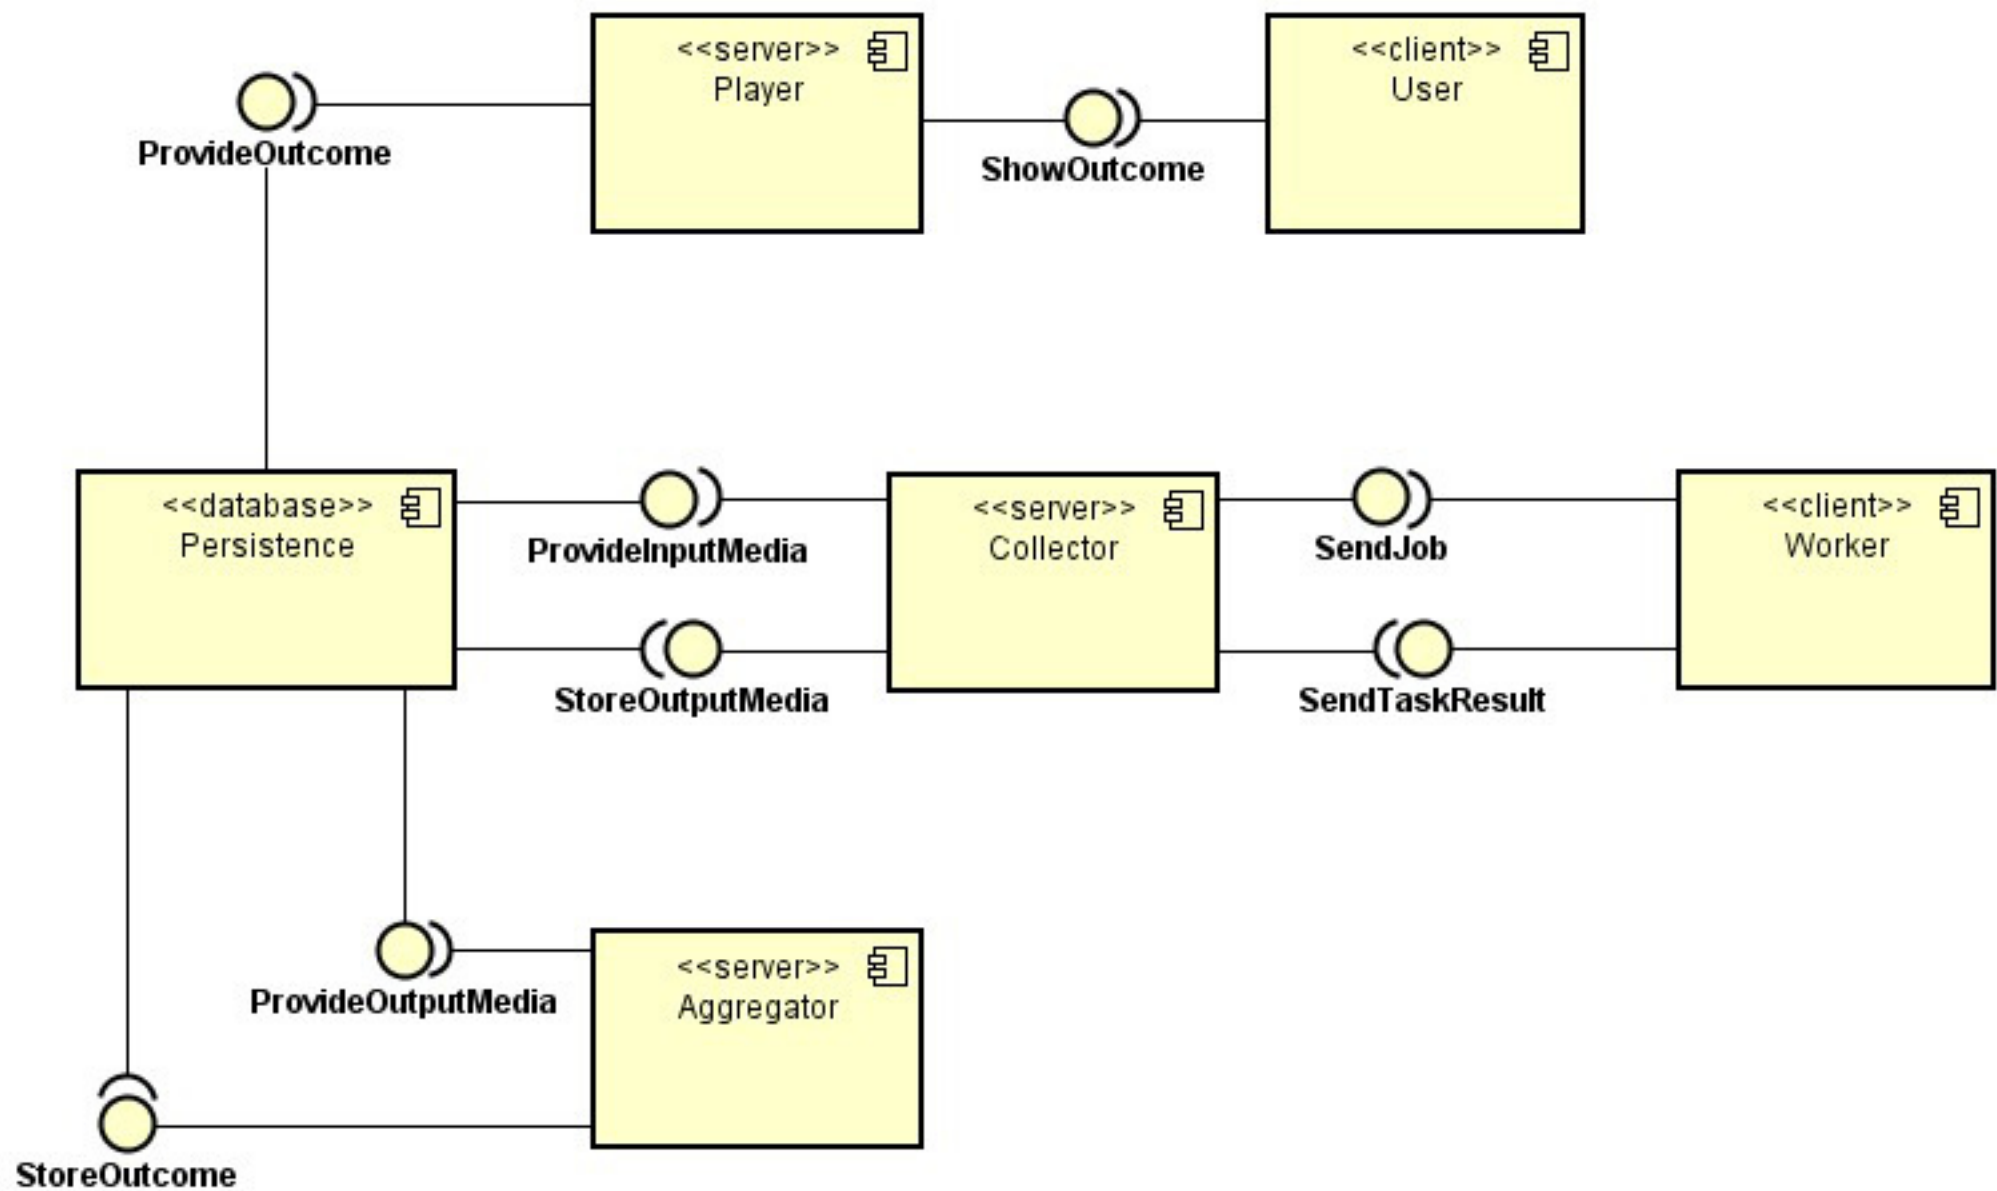 <<server>>
Player
<<client>>
User
ProvideOutcome
ShowOutcome
<<database>>
Persistence
ProvideInputMedia
<<server>>
Collector
SendJob
<<client>>
Worker
StoreOutputMedia
SendTaskResult
ProvideOutputMedia
<<server>>
Aggregator
StoreOutcome